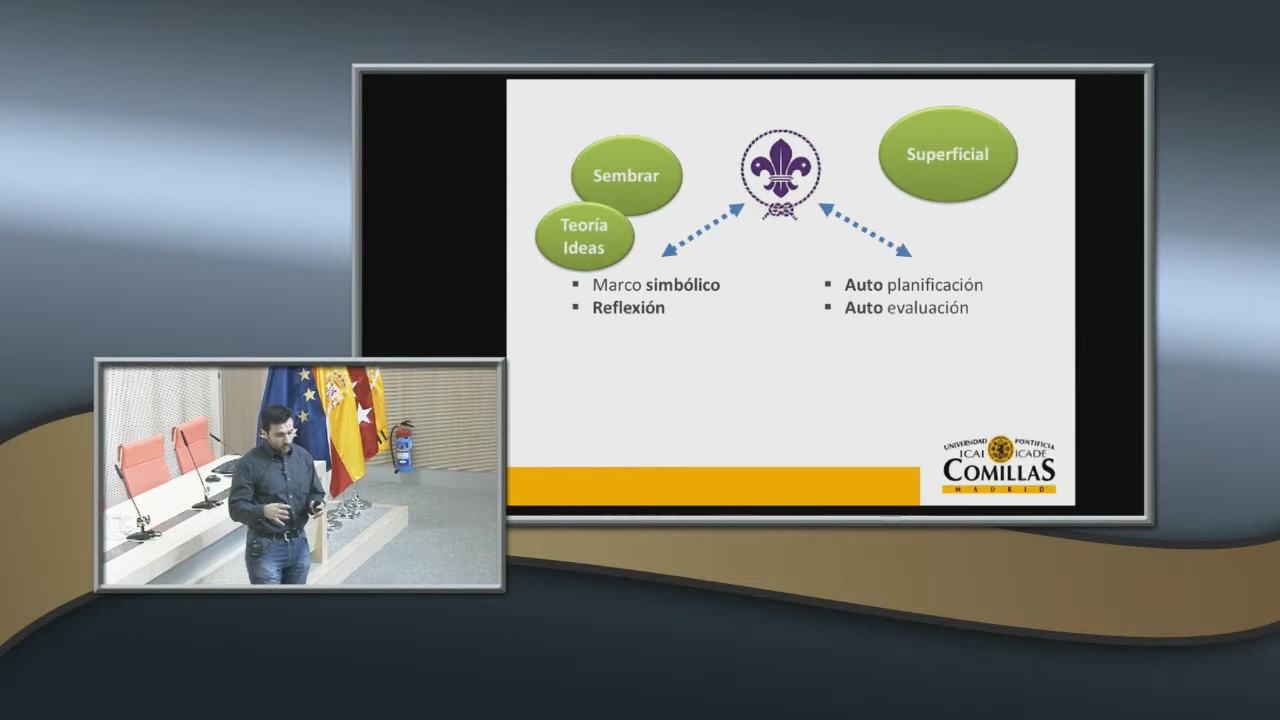 Sembrar
Teoría
Ideas
Superficial
▪ Marco simbólico
▪ Reflexión
▪ Auto planificación
▪ Auto evaluación
UNIVERSIDAD PONTIFICIA
ICAI ICADE
COMILLAS
MADRID